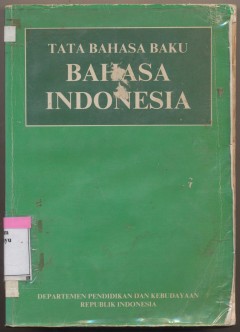 TATA BAHASA BAKU
BAHASA
INDONESIA
DEPARTEMEN PENDIDIKAN DAN KEBUDAYAAN
REPUBLIK INDONESIA